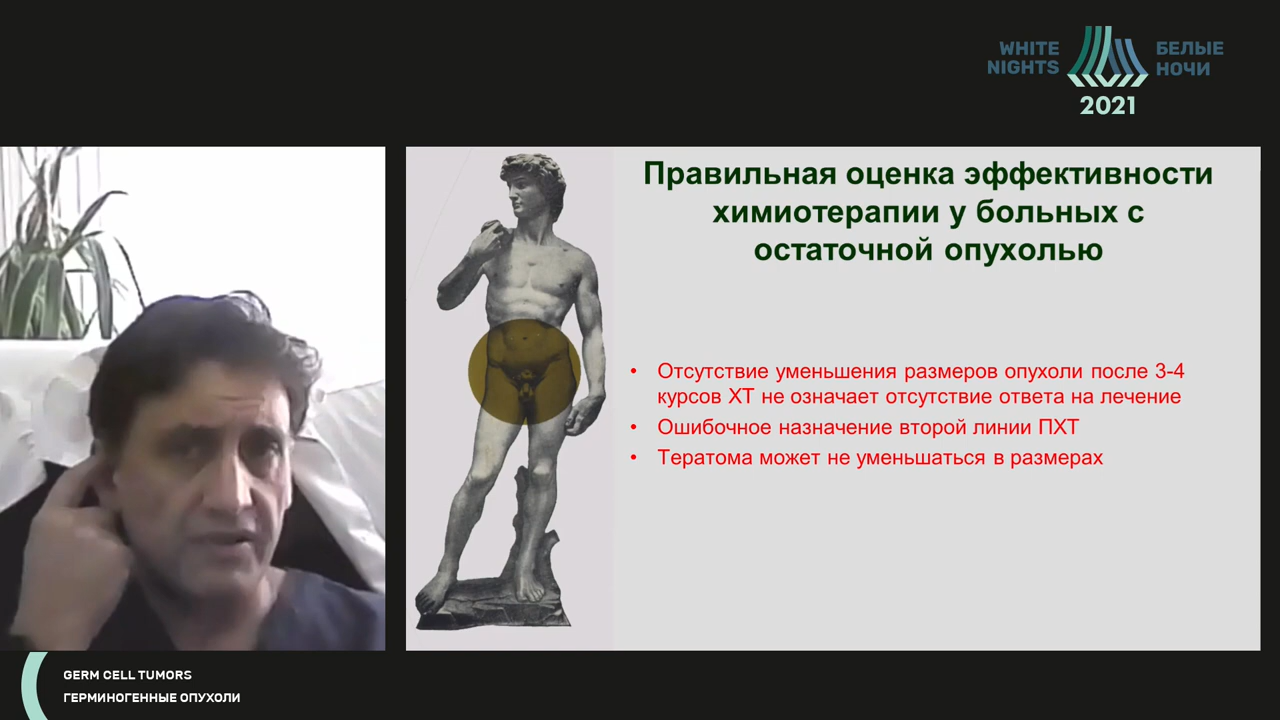 WHITE
NIGHTS
БЕЛЫЕ
НОЧИ
2021
Правильная оценка эффективности
химиотерапии у больных с
остаточной опухолью
• Отсутствие уменьшения размеров опухоли после 3-4
курсов ХТ не означает отсутствие ответа на лечение
• Ошибочное назначение второй линии ПХТ
• Тератома может не уменьшаться в размерах
GERM CELL TUMORS
ГЕРМИНОГЕННЫЕ ОПУХОЛИ